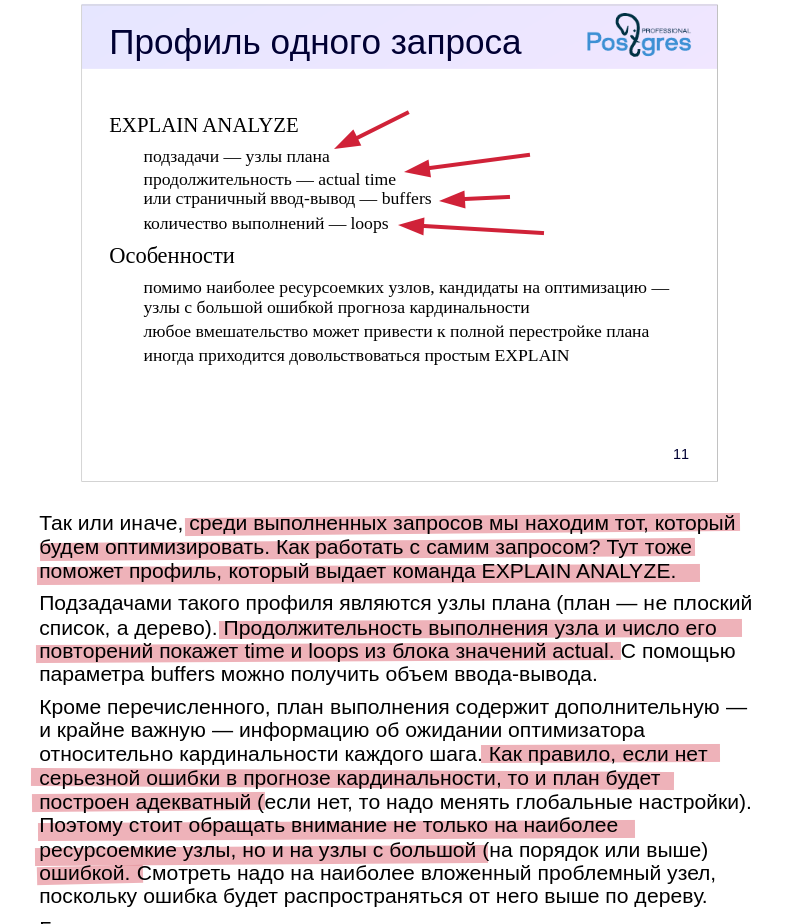 Профиль одного запроса
PROFESSIONAL
Postgres
EXPLAIN ANALYZE
подзадачи — узлы плана
продолжительность — actual time
или страничный ввод-вывод — buffers
количество выполнений — loops
Особенности
помимо наиболее ресурсоемких узлов, кандидаты на оптимизацию —
узлы с большой ошибкой прогноза кардинальности
любое вмешательство может привести к полной перестройке плана
иногда приходится довольствоваться простым EXPLAIN
11
Так или иначе, среди выполненных запросов мы находим тот, который
будем оптимизировать. Как работать с самим запросом? Тут тоже
поможет профиль, который выдает команда EXPLAIN ANALYZE.
Подзадачами такого профиля являются узлы плана (план — не плоский
список, а дерево). Продолжительность выполнения узла и число его
повторений покажет time и loops из блока значений actual. С помощью
параметра buffers можно получить объем ввода-вывода.
Кроме перечисленного, план выполнения содержит дополнительную —
и крайне важную — информацию об ожидании оптимизатора
относительно кардинальности каждого шага. Как правило, если нет
серьезной ошибки в прогнозе кардинальности, то и план будет
построен адекватный (если нет, то надо менять глобальные настройки).
Поэтому стоит обращать внимание не только на наиболее
ресурсоемкие узлы, но и на узлы с большой (на порядок или выше)
ошибкой. Смотреть надо на наиболее вложенный проблемный узел,
поскольку ошибка будет распространяться от него выше по дереву.